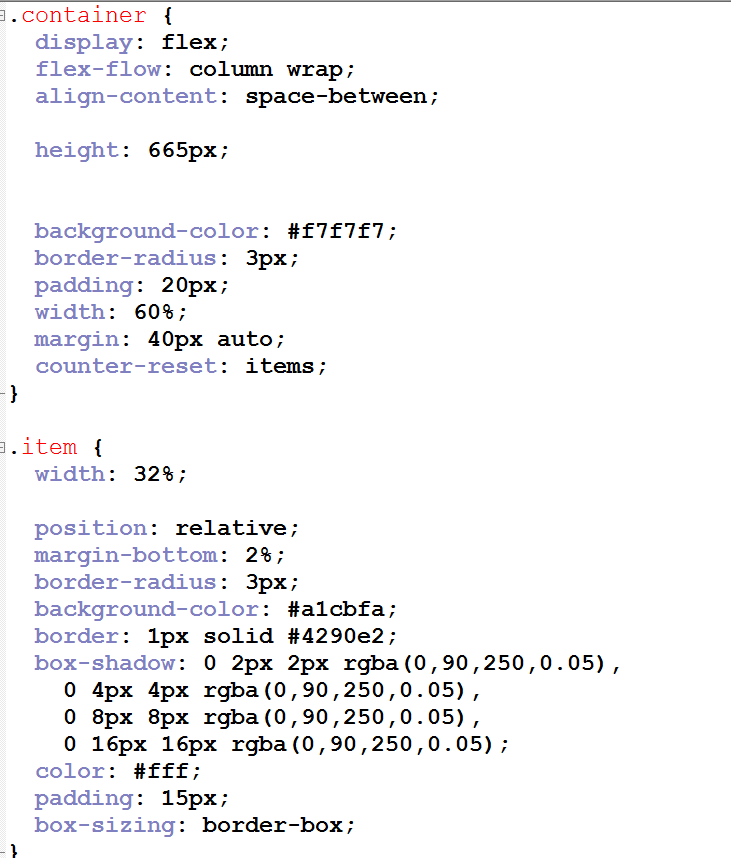 .container {
display: flex;
flex-flow: column wrap;
align-content: space-between;
height: 665px;
background-color: #f7f7f7;
border-radius: 3px;
padding: 20px;
width: 60%;
margin: 40px auto;
counter-reset: items;
}
.item {
width: 32%;
position: relative;
margin-bottom: 2%;
border-radius: 3px;
background-color: #a1cbfa;
border: 1px solid #4290e2;
box-shadow: 0 2px 2px rgba(0,90,250,0.05),
0 4px 4px rgba(0,90,250,0.05),
0 8px 8px rgba(0,90,250,0.05),
0 16px 16px rgba(0,90,250,0.05);
color: #fff;
padding: 15px;
box-sizing: border-box;
}